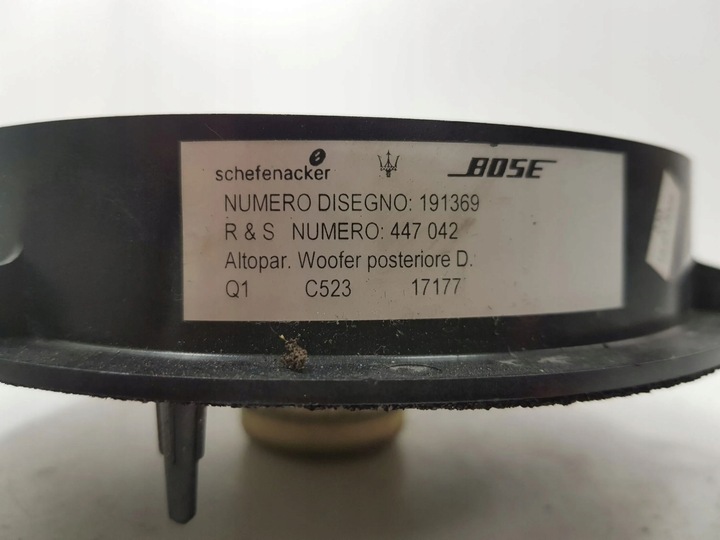 schefenacker BOSE
NUMERO DISEGNO: 191369
R & S NUMERO: 447 042
Altopar. Woofer posteriore D.
Q1 C523 17177